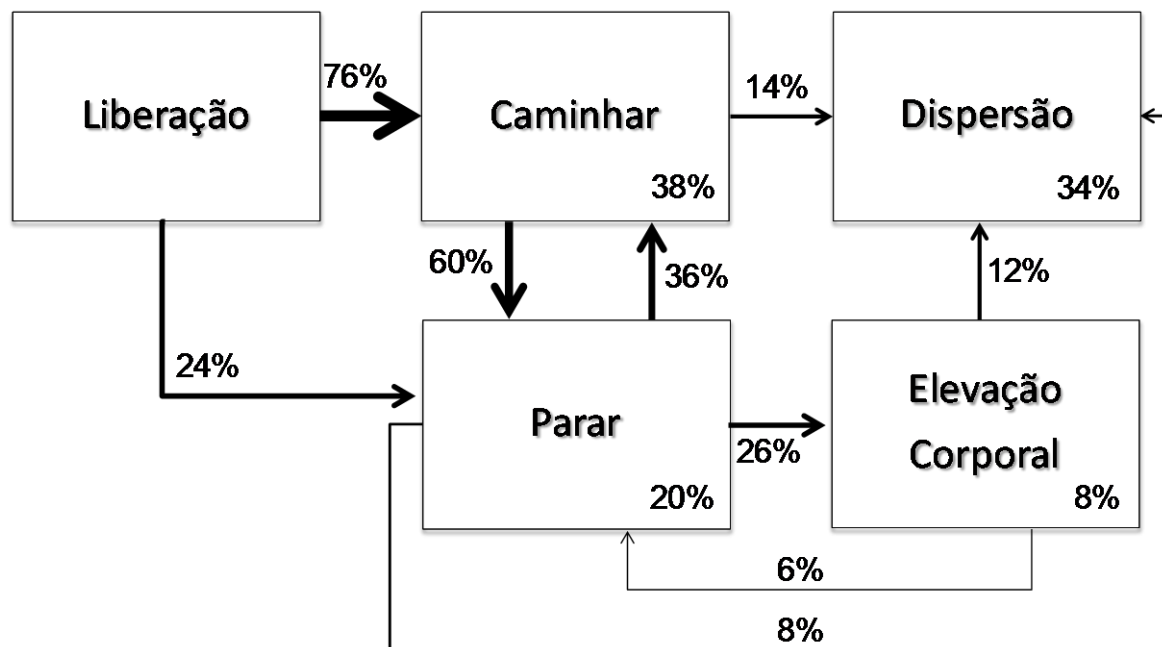 Liberação
76%
Caminhar
38%
14%
Dispersão
34%
60%
36%
12%
24%
Parar
20%
26%
Elevação
Corporal
8%
6%
8%